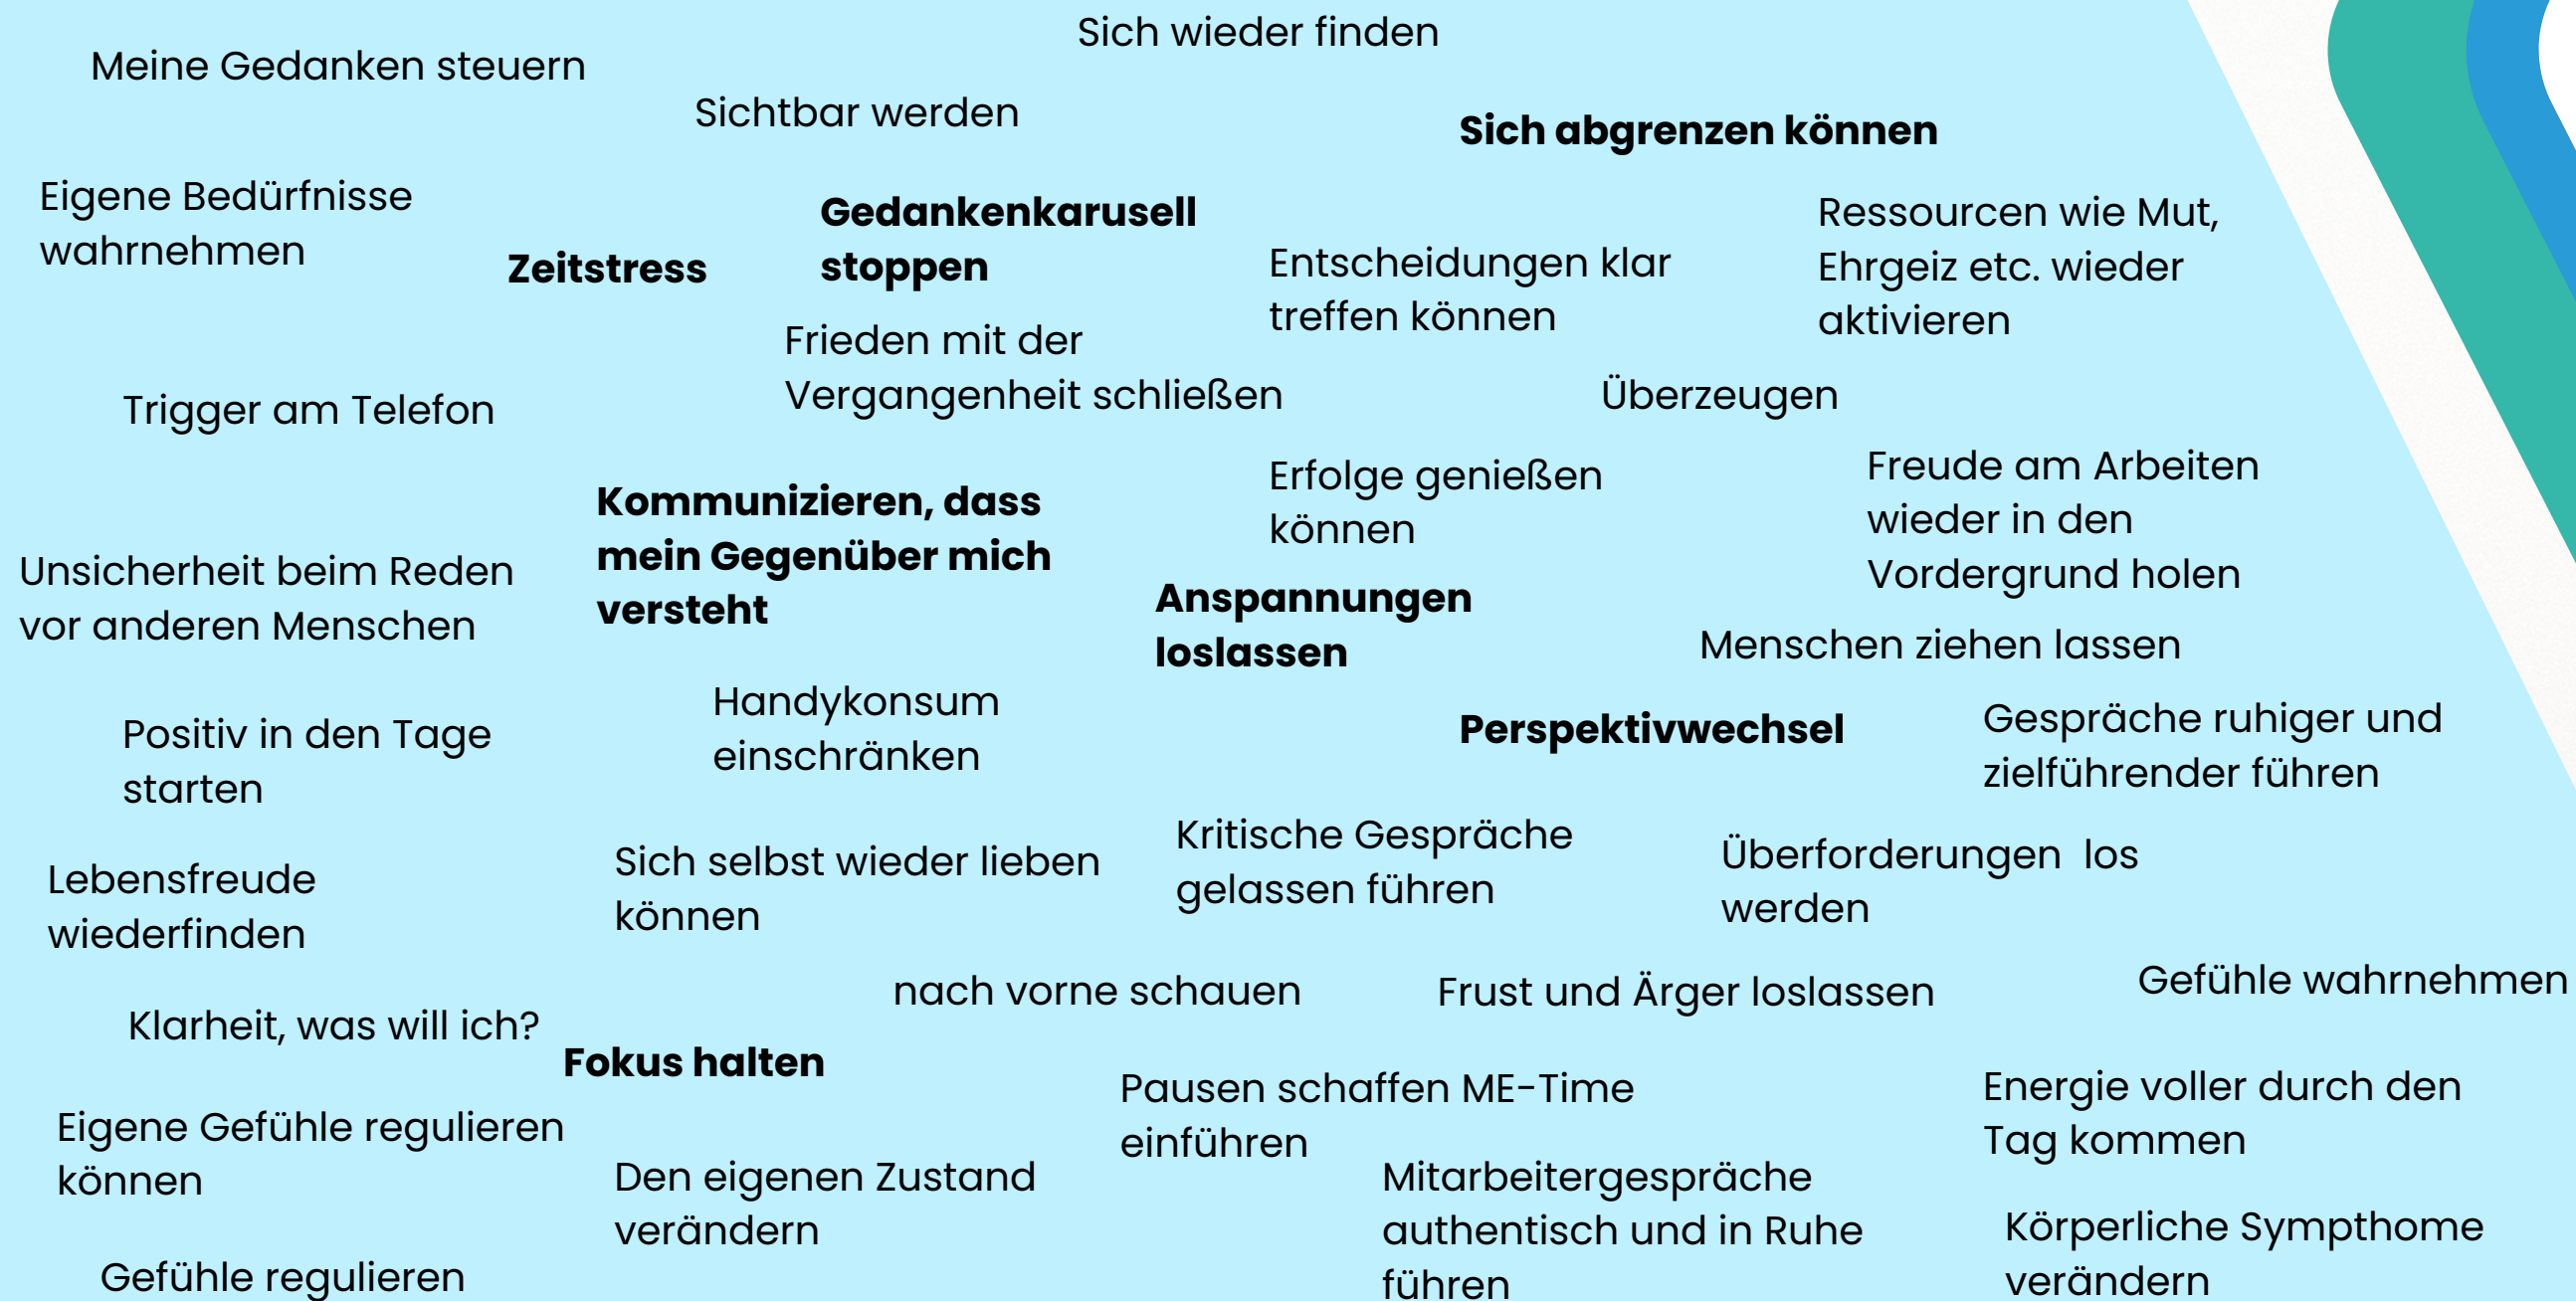 Sich wieder finden
Meine Gedanken steuern
Sichtbar werden
Sich abgrenzen können
Eigene Bedürfnisse
wahrnehmen
Zeitstress
Gedankenkarusell
stoppen
Entscheidungen klar
treffen können
Ressourcen wie Mut,
Ehrgeiz etc. wieder
aktivieren
Frieden mit der
Vergangenheit schließen
Trigger am Telefon
Überzeugen
Erfolge genießen
können
Freude am Arbeiten
wieder in den
Vordergrund holen
Kommunizieren, dass
mein Gegenüber mich
versteht
Unsicherheit beim Reden
vor anderen Menschen
Anspannungen
loslassen
Menschen ziehen lassen
Handykonsum
einschränken
Positiv in den Tage
starten
Perspektivwechsel
Gespräche ruhiger und
zielführender führen
Kritische Gespräche
gelassen führen
Überforderungen  los
werden
Sich selbst wieder lieben
können
Lebensfreude
wiederfinden
nach vorne schauen
Frust und Ärger loslassen
Gefühle wahrnehmen
Klarheit, was will ich?
Fokus halten
Pausen schaffen ME-Time
einführen
Energie voller durch den
Tag kommen
Eigene Gefühle regulieren
können
Den eigenen Zustand
verändern
Mitarbeitergespräche
authentisch und in Ruhe
führen
Körperliche Sympthome
verändern
Gefühle regulieren